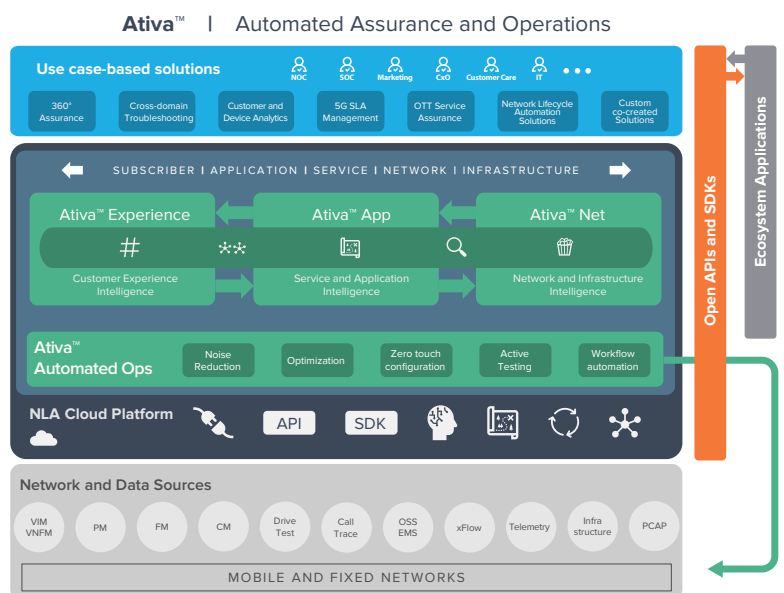 Ativa™ | Automated Assurance and Operations
Use case-based solutions
NOC
SOC
Marketing
CxO
Customer Care
IT
360°
Assurance
Cross-domain
Troubleshooting
Customer and
Device Analytics
5G SLA
Management
OTT Service
Assurance
Network Lifecycle
Automation
Solutions
Custom
co-created
Solutions
SUBSCRIBER | APPLICATION | SERVICE | NETWORK | INFRASTRUCTURE
Ativa™ Experience
Ativa™ App
Ativa™ Net
Customer Experience
Intelligence
Service and Application
Intelligence
Network and Infrastructure
Intelligence
Ativa™
Automated Ops
Noise
Reduction
Optimization
Zero touch
configuration
Active
Testing
Workflow
automation
NLA Cloud Platform
API
SDK
Open APIs and SDKs
Ecosystem Applications
Network and Data Sources
VIM
VNFM
PM
FM
CM
Drive
Test
Call
Trace
OSS
EMS
xFlow
Telemetry
Infra
structure
PCAP
MOBILE AND FIXED NETWORKS